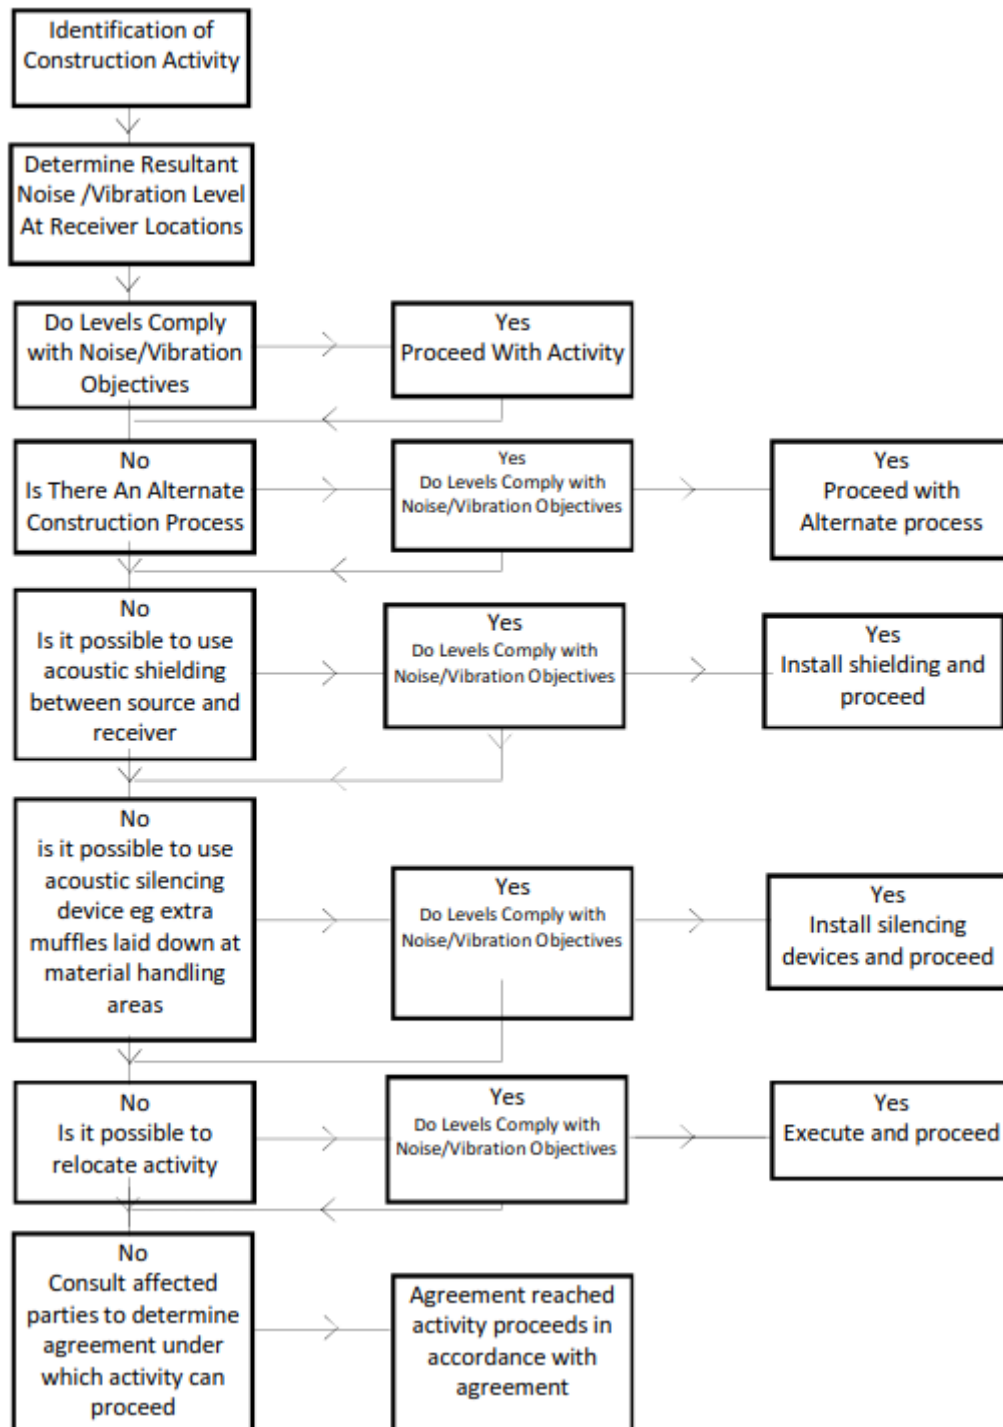 Identification of
Construction Activity
Determine Resultant
Noise /Vibration Level
At Receiver Locations
Do Levels Comply
with Noise/Vibration
Objectives
Yes
Proceed With Activity
No
Is There An Alternate
Construction Process
Yes
Do Levels Comply with
Noise/Vibration Objectives
Yes
Proceed with
Alternate process
No
Is it possible to use
acoustic shielding
between source and
receiver
Yes
Do Levels Comply with
Noise/Vibration Objectives
Yes
Install shielding and
proceed
No
is it possible to use
acoustic silencing
device eg extra
muffles laid down at
material handling
areas
Yes
Do Levels Comply with
Noise/Vibration Objectives
Yes
Install silencing
devices and proceed
No
Is it possible to
relocate activity
Yes
Do Levels Comply with
Noise/Vibration Objectives
Yes
Execute and proceed
No
Consult affected
parties to determine
agreement under
which activity can
proceed
Agreement reached
activity proceeds in
accordance with
agreement